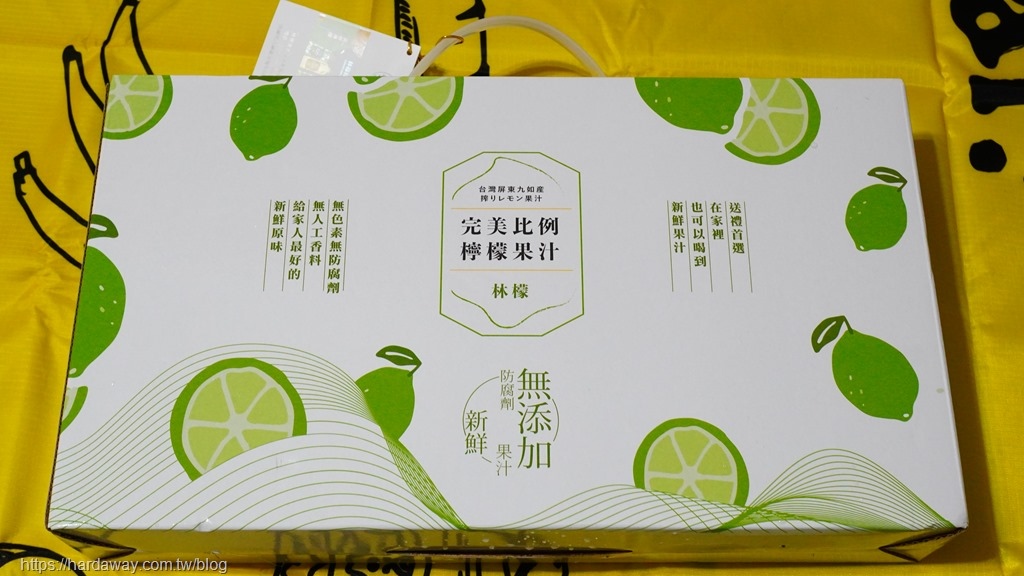 台灣屏東九如産
搾りレモン果汁
完美比例
檸檬果汁
林檬
無色素無防腐劑
無人工香料
給家人最好的
新鮮原味
送禮首選
在家裡
也可以喝到
新鮮果汁
無添加
防腐劑
新鮮
果汁
https://hardaway.com.tw/blog